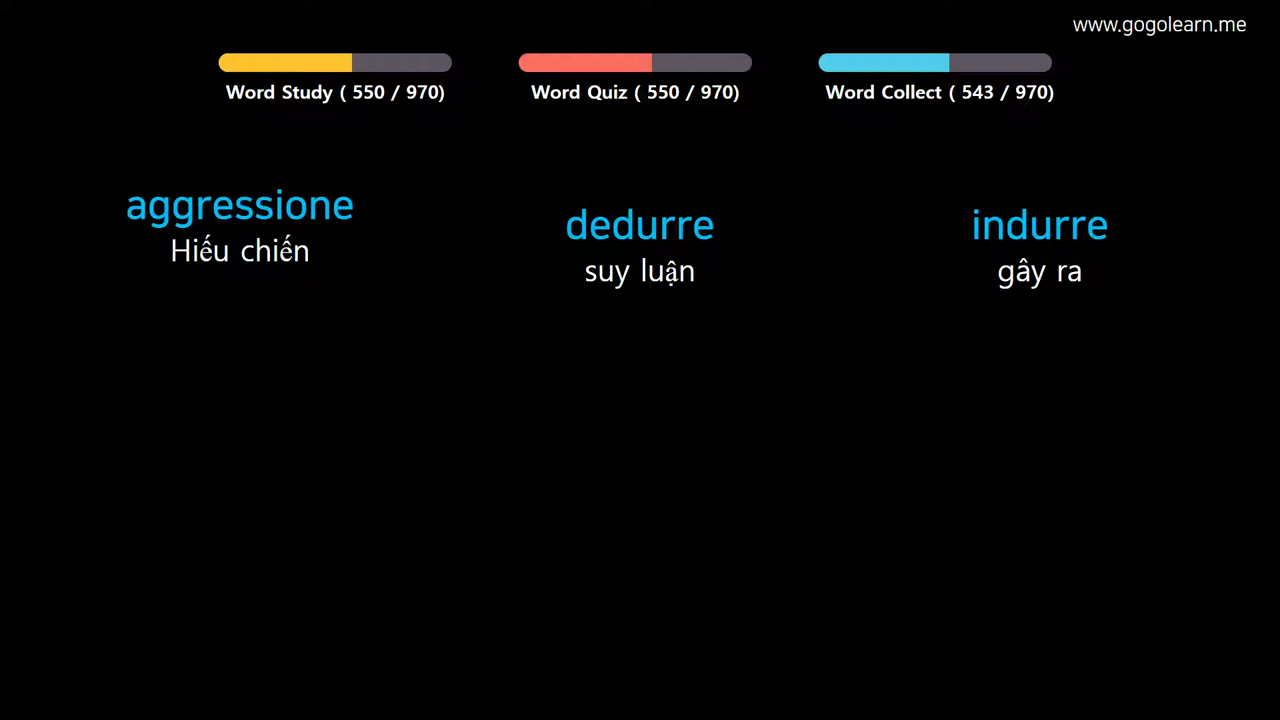 www.gogolearn.me
Word Study ( 550 / 970)
Word Quiz ( 550 / 970)
Word Collect ( 543 / 970)
aggressione
Hiếu chiến
dedurre
suy luận
indurre
gây ra